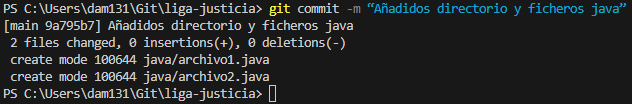 PS C:\Users\dam131\Git\liga-justicia> git commit -m “Añadidos directorio y ficheros java”
[main 9a795b7] Añadidos directorio y ficheros java
 2 files changed, 0 insertions(+), 0 deletions(-)
 create mode 100644 java/archivo1.java
 create mode 100644 java/archivo2.java
PS C:\Users\dam131\Git\liga-justicia>